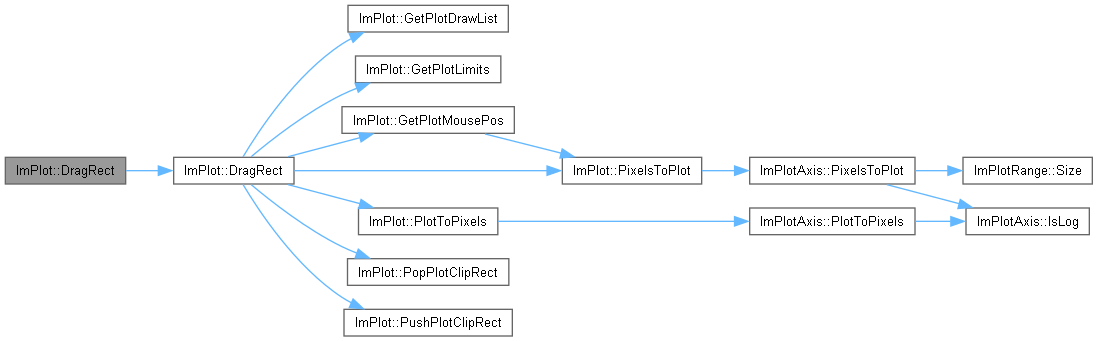 ImPlot::GetPlotDrawList
ImPlot::GetPlotLimits
ImPlot::GetPlotMousePos
ImPlot::DragRect
ImPlot::DragRect
ImPlot::PixelsToPlot
ImPlotAxis::PixelsToPlot
ImPlotRange::Size
ImPlot::PlotToPixels
ImPlotAxis::PlotToPixels
ImPlotAxis::IsLog
ImPlot::PopPlotClipRect
ImPlot::PushPlotClipRect